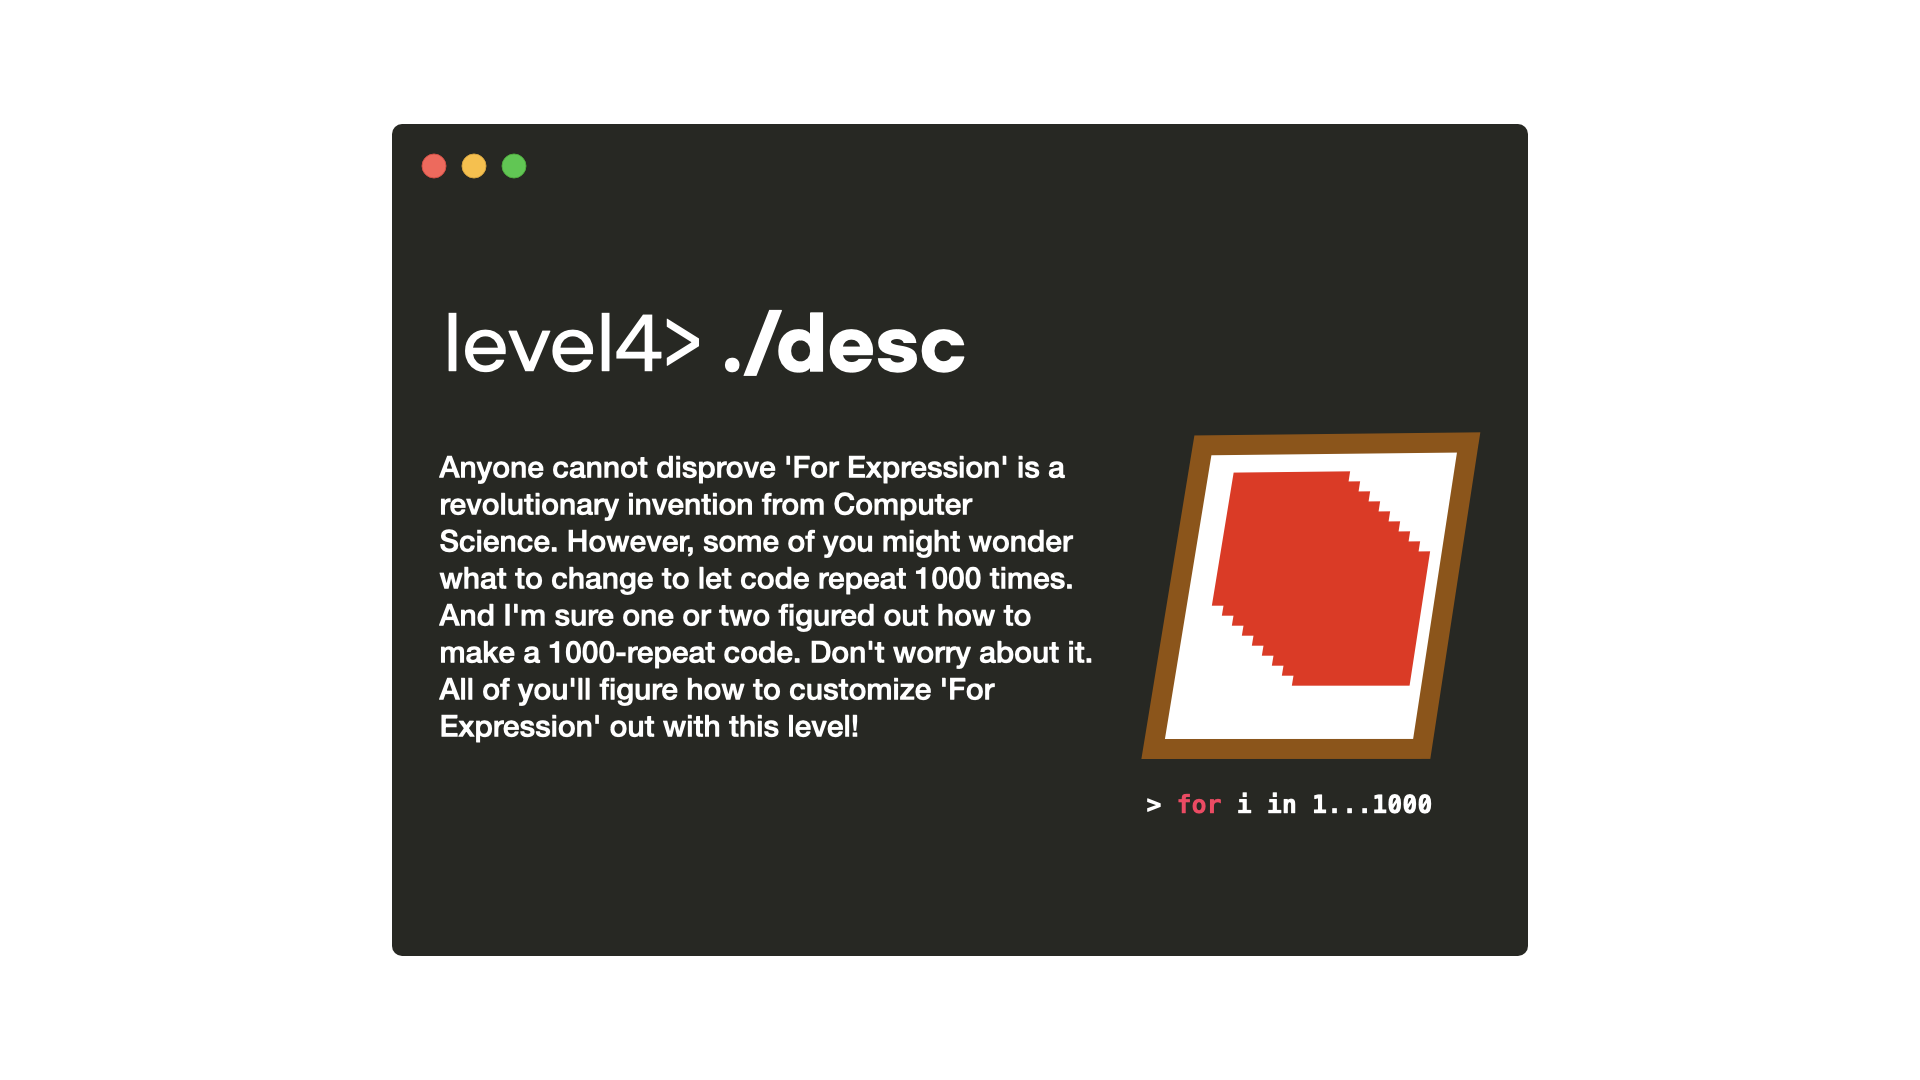 level4> ./desc
Anyone cannot disprove 'For Expression' is a
revolutionary invention from Computer
Science. However, some of you might wonder
what to change to let code repeat 1000 times.
And I'm sure one or two figured out how to
make a 1000-repeat code. Don't worry about it.
All of you'll figure how to customize 'For
Expression' out with this level!
> for i in 1...1000